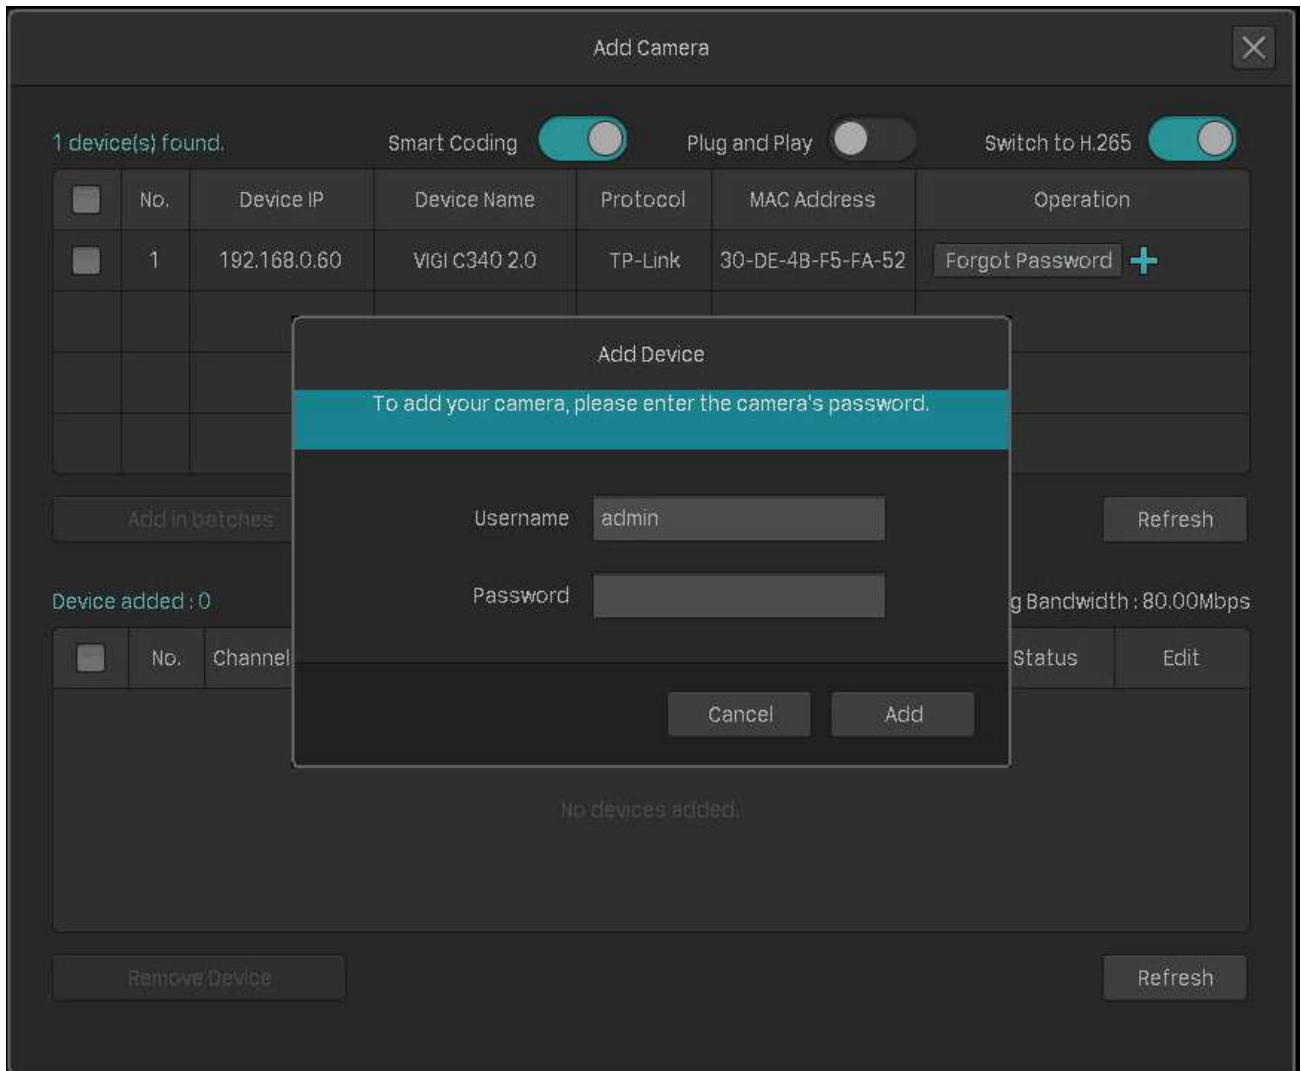 Add Camera
1 device(s) found.
Smart Coding
Plug and Play
Switch to H.265
No. Device IP Device Name Protocol MAC Address Operation
1 192.168.0.60 VIGI C340 2.0 TP-Link 30-DE-4B-F5-FA-52 Forgot Password
Add Device
To add your camera, please enter the camera's password.
Add in batches
Username admin
Refresh
Password
Device added : 0
g Bandwidth : 80.00Mbps
No. Channel Status Edit
Cancel Add
No devices added.
Remove Device
Refresh